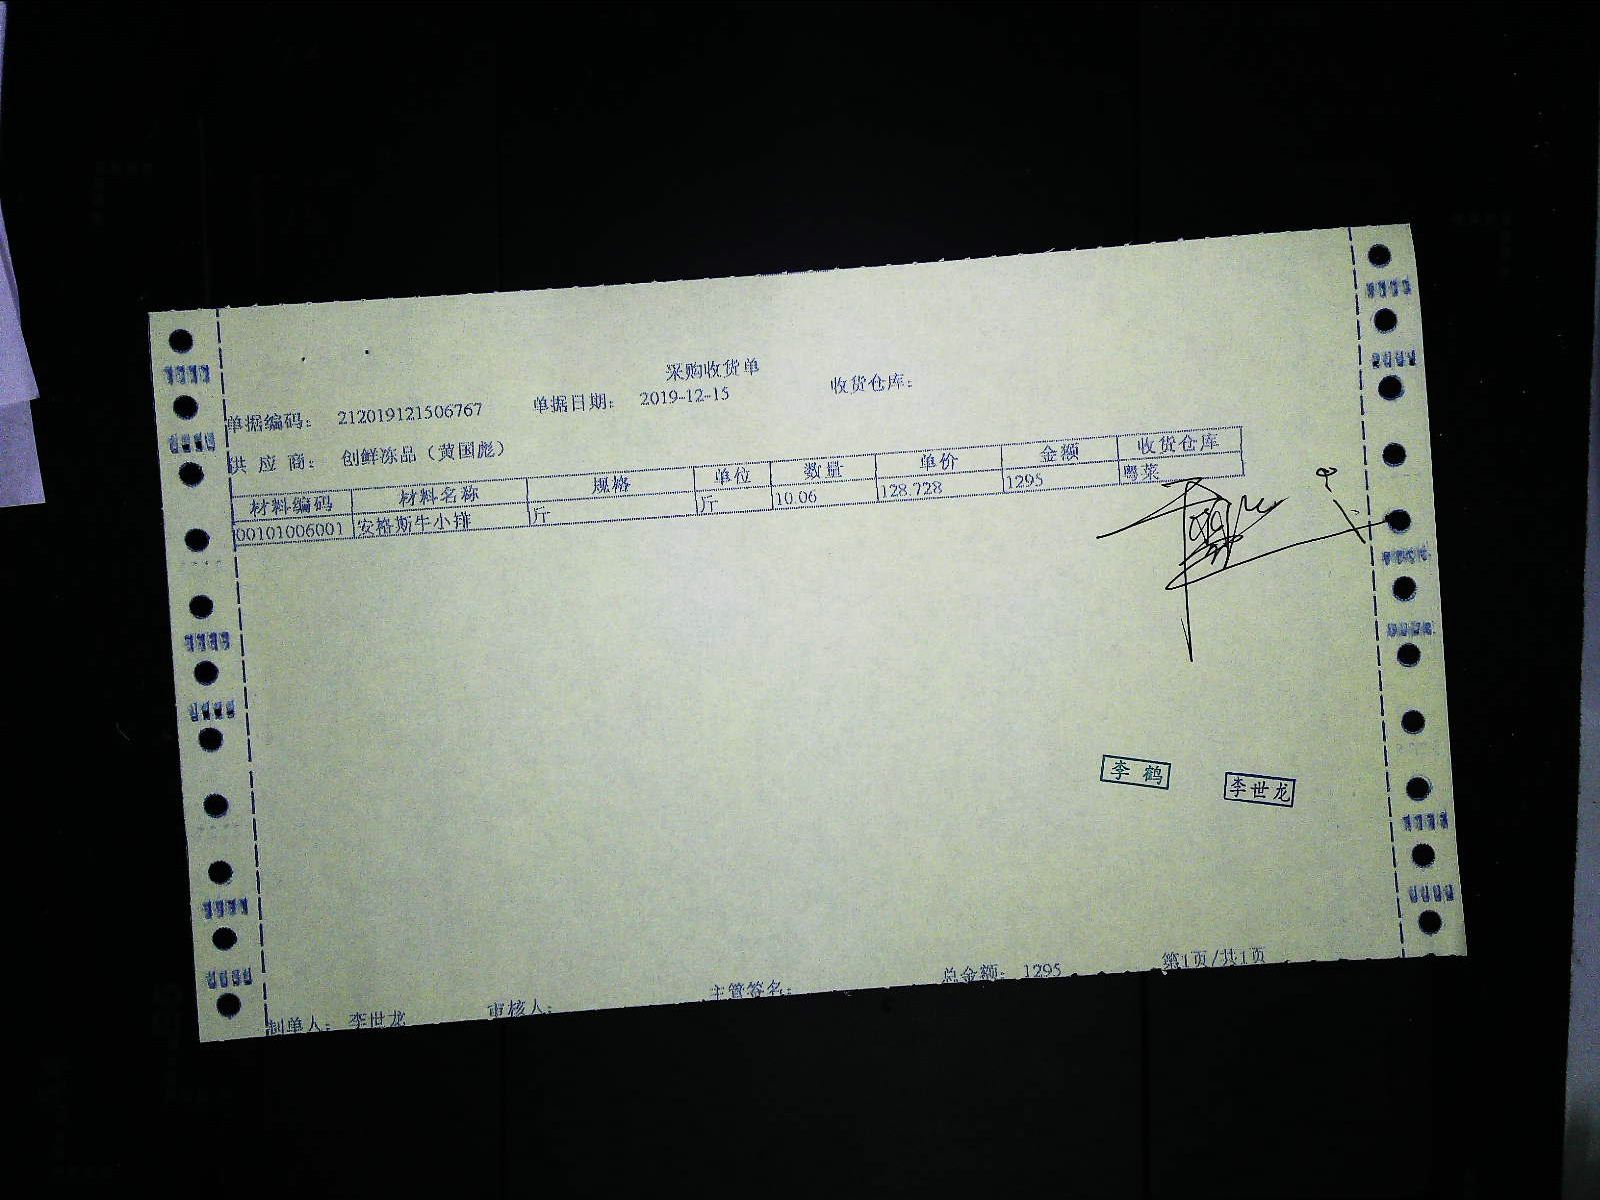 采购收货单
单据编码： 212019121506767 单据日期： 2019-12-15 收货仓库：
供应商： 创鲜冻品（黄国彪）
材料编码 材料名称 规格 单位 数量 单价 金额 收货仓库
00101006001 安格斯牛小排 斤 斤 10.06 128.728 1295 粤菜
李鹤 李世龙
制单人： 李世龙 审核人： 主管签名： 总金额： 1295 第1页/共1页